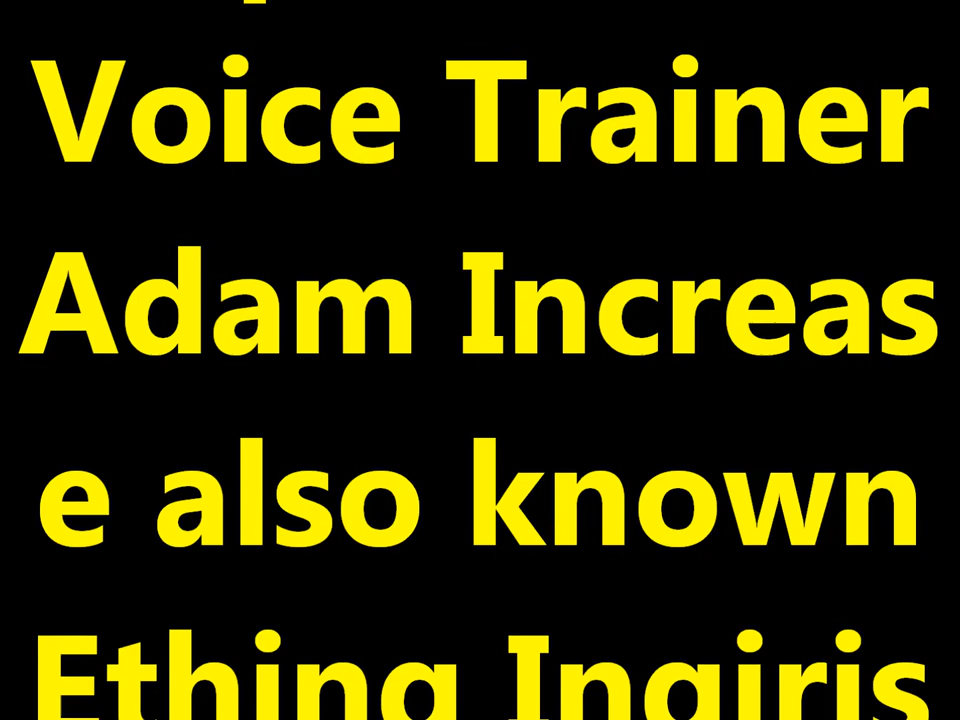 Voice Trainer
Adam Increas
e also known
Ething Ingiris